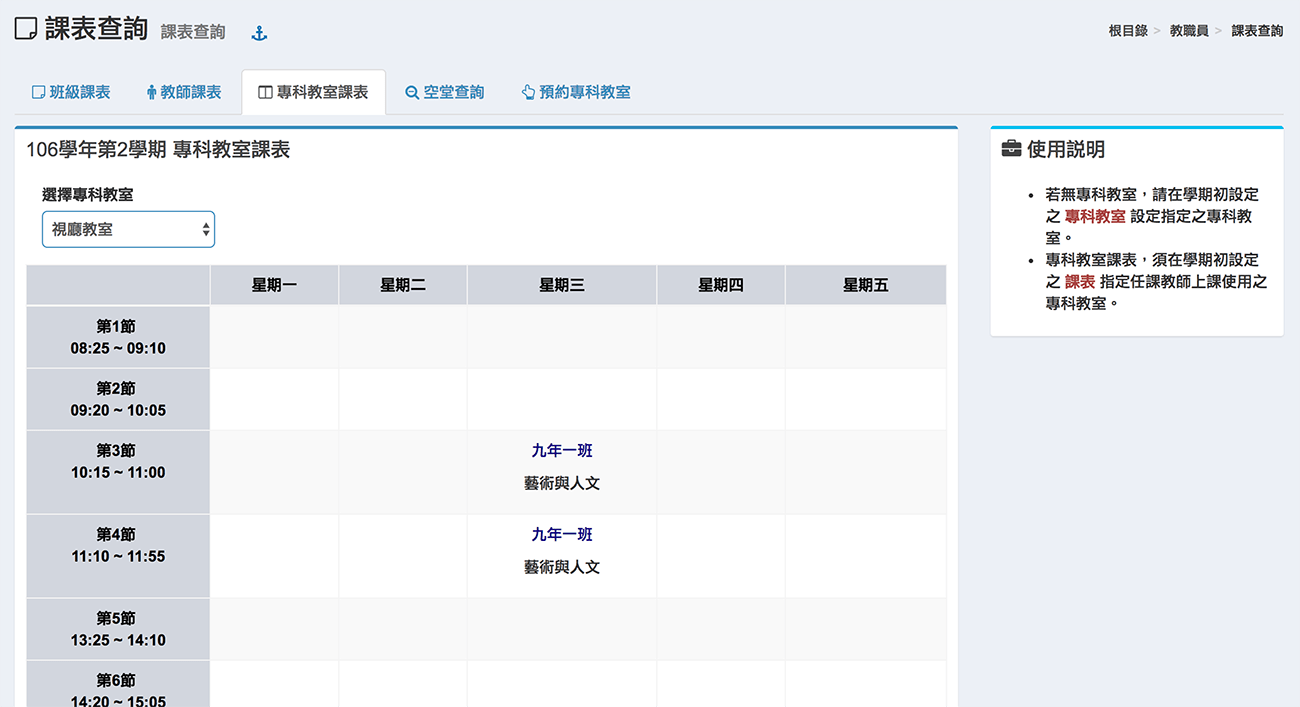 課表查詢 課表查詢
根目錄 > 教職員 > 課表查詢
班級課表 教師課表 專科教室課表 空堂查詢 預約專科教室
106學年第2學期 專科教室課表
選擇專科教室
視廳教室
星期一 星期二 星期三 星期四 星期五
第1節
08:25 ~ 09:10
第2節
09:20 ~ 10:05
第3節
10:15 ~ 11:00
九年一班
藝術與人文
第4節
11:10 ~ 11:55
九年一班
藝術與人文
第5節
13:25 ~ 14:10
第6節
14:20 ~ 15:05
使用說明
• 若無專科教室，請在學期初設定
之 專科教室 設定指定之專科教
室。
• 專科教室課表，須在學期初設定
之 課表 指定任課教師上課使用之
專科教室。